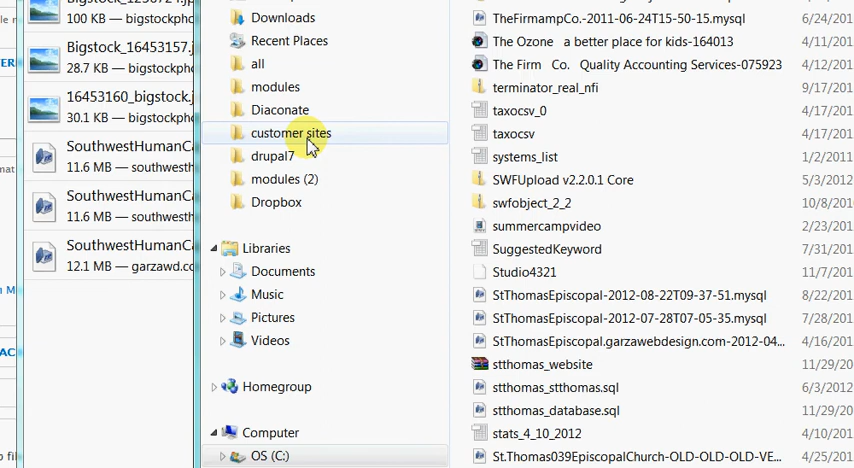 100 KB — bigstockpho
Bigstock_16453157.j
28.7 KB — bigstockpho
16453160_bigstock.j
30.1 KB — bigstockpho
SouthwestHumanCa
11.6 MB — southwest
SouthwestHumanCa
11.6 MB — southwest
SouthwestHumanCa
12.1 MB — garzawd.co
Downloads
Recent Places
all
modules
Diaconate
customer sites
drupal7
modules (2)
Dropbox
Libraries
Documents
Music
Pictures
Videos
Homegroup
Computer
OS (C:)
TheFirmampCo.-2011-06-24T15-50-15.mysql 6/24/201
The Ozone a better place for kids-164013 4/11/201
The Firm Co. Quality Accounting Services-075923 4/12/201
terminator_real_nfi 9/17/201
taxocsv_0 4/17/201
taxocsv 4/17/201
systems_list 1/2/2011
SWFUpload v2.2.0.1 Core 5/3/2012
swfobject_2_2 10/8/201
summercampvideo 2/23/201
SuggestedKeyword 7/31/201
Studio4321 11/7/201
StThomasEpiscopal-2012-08-22T09-37-51.mysql 8/22/201
StThomasEpiscopal-2012-07-28T07-05-35.mysql 7/28/201
StThomasEpiscopal.garzawebdesign.com-2012-04... 4/16/201
stthomas_website 11/29/20
stthomas_stthomas.sql 6/3/2012
stthomas_database.sql 11/29/20
stats_4_10_2012 4/10/201
St.Thomas039EpiscopalChurch-OLD-OLD-OLD-VE... 4/25/201